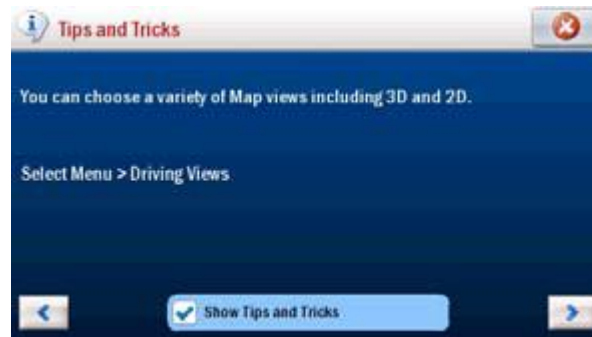 Tips and Tricks
You can choose a variety of Map views including 3D and 2D.
Select Menu > Driving Views
Show Tips and Tricks